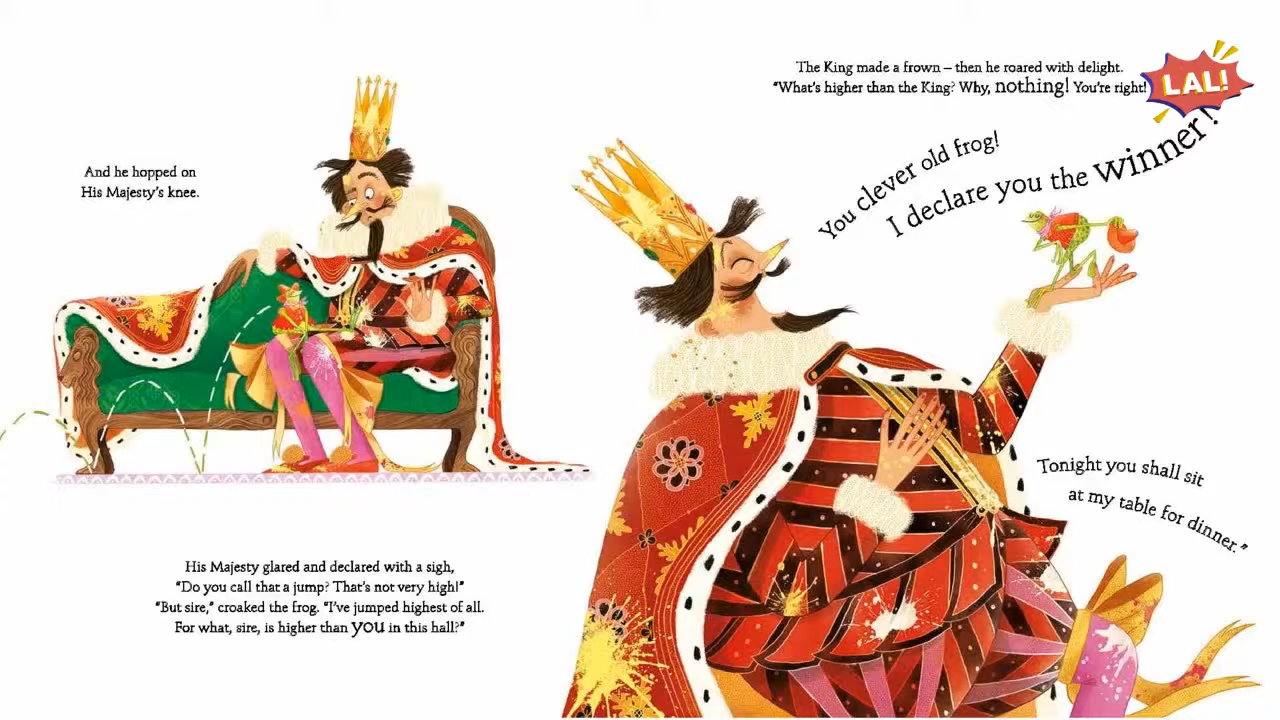 And he hopped on
His Majesty's knee.
His Majesty glared and declared with a sigh,
"Do you call that a jump? That's not very high!"
"But sire," croaked the frog. "I've jumped highest of all.
For what, sire, is higher than you in this hall?"
The King made a frown – then he roared with delight.
"What's higher than the King? Why, nothing! You're right!
LAL!
You clever old frog!
I declare you the winner!
Tonight you shall sit
at my table for dinner."